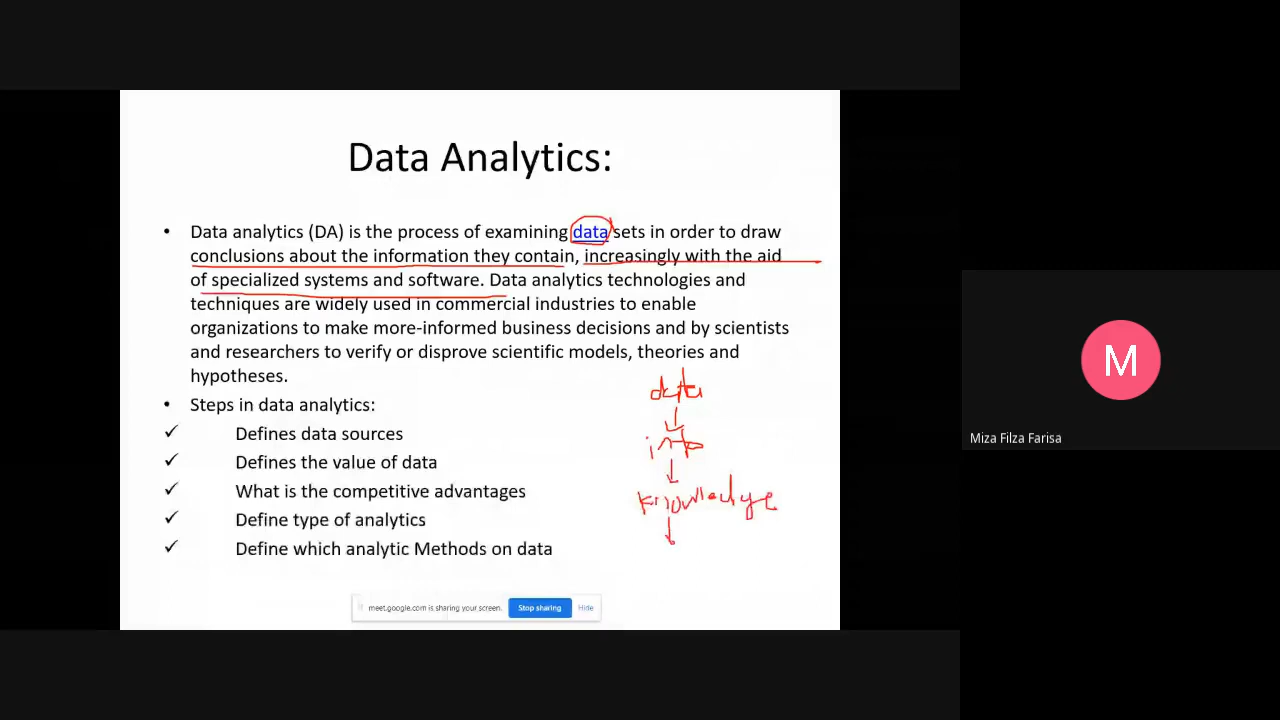 Data Analytics:
• Data analytics (DA) is the process of examining data sets in order to draw
conclusions about the information they contain, increasingly with the aid
of specialized systems and software. Data analytics technologies and
techniques are widely used in commercial industries to enable
organizations to make more-informed business decisions and by scientists
and researchers to verify or disprove scientific models, theories and
hypotheses.
• Steps in data analytics:
✓ Defines data sources
✓ Defines the value of data
✓ What is the competitive advantages
✓ Define type of analytics
✓ Define which analytic Methods on data
data
info
knowledge
meet.google.com is sharing your screen. Stop sharing Hide
M
Miza Filza Farisa